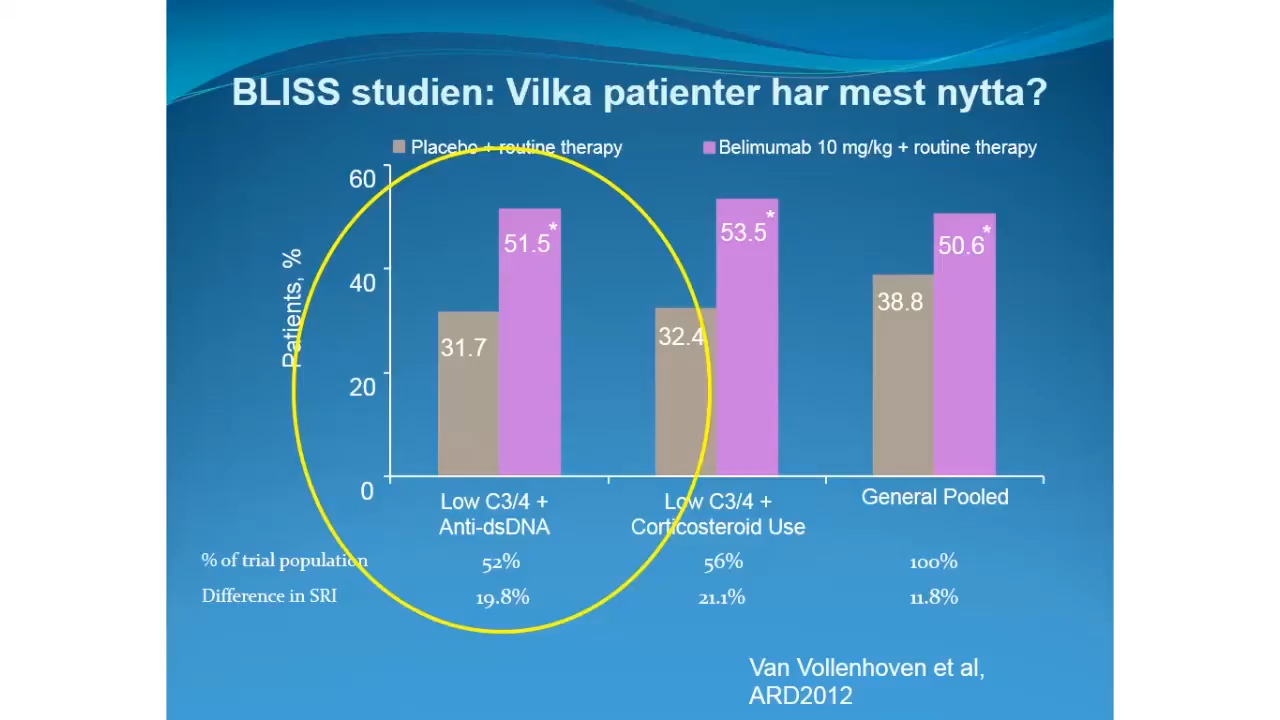 BLISS studien: Vilka patienter har mest nytta?
Placebo + routine therapy
Belimumab 10 mg/kg + routine therapy
Patients, %
60
40
20
0
31.7
51.5*
32.4
53.5*
38.8
50.6*
Low C3/4 +
Anti-dsDNA
Low C3/4 +
Corticosteroid Use
General Pooled
% of trial population 52% 56% 100%
Difference in SRI 19.8% 21.1% 11.8%
Van Vollenhoven et al,
ARD2012